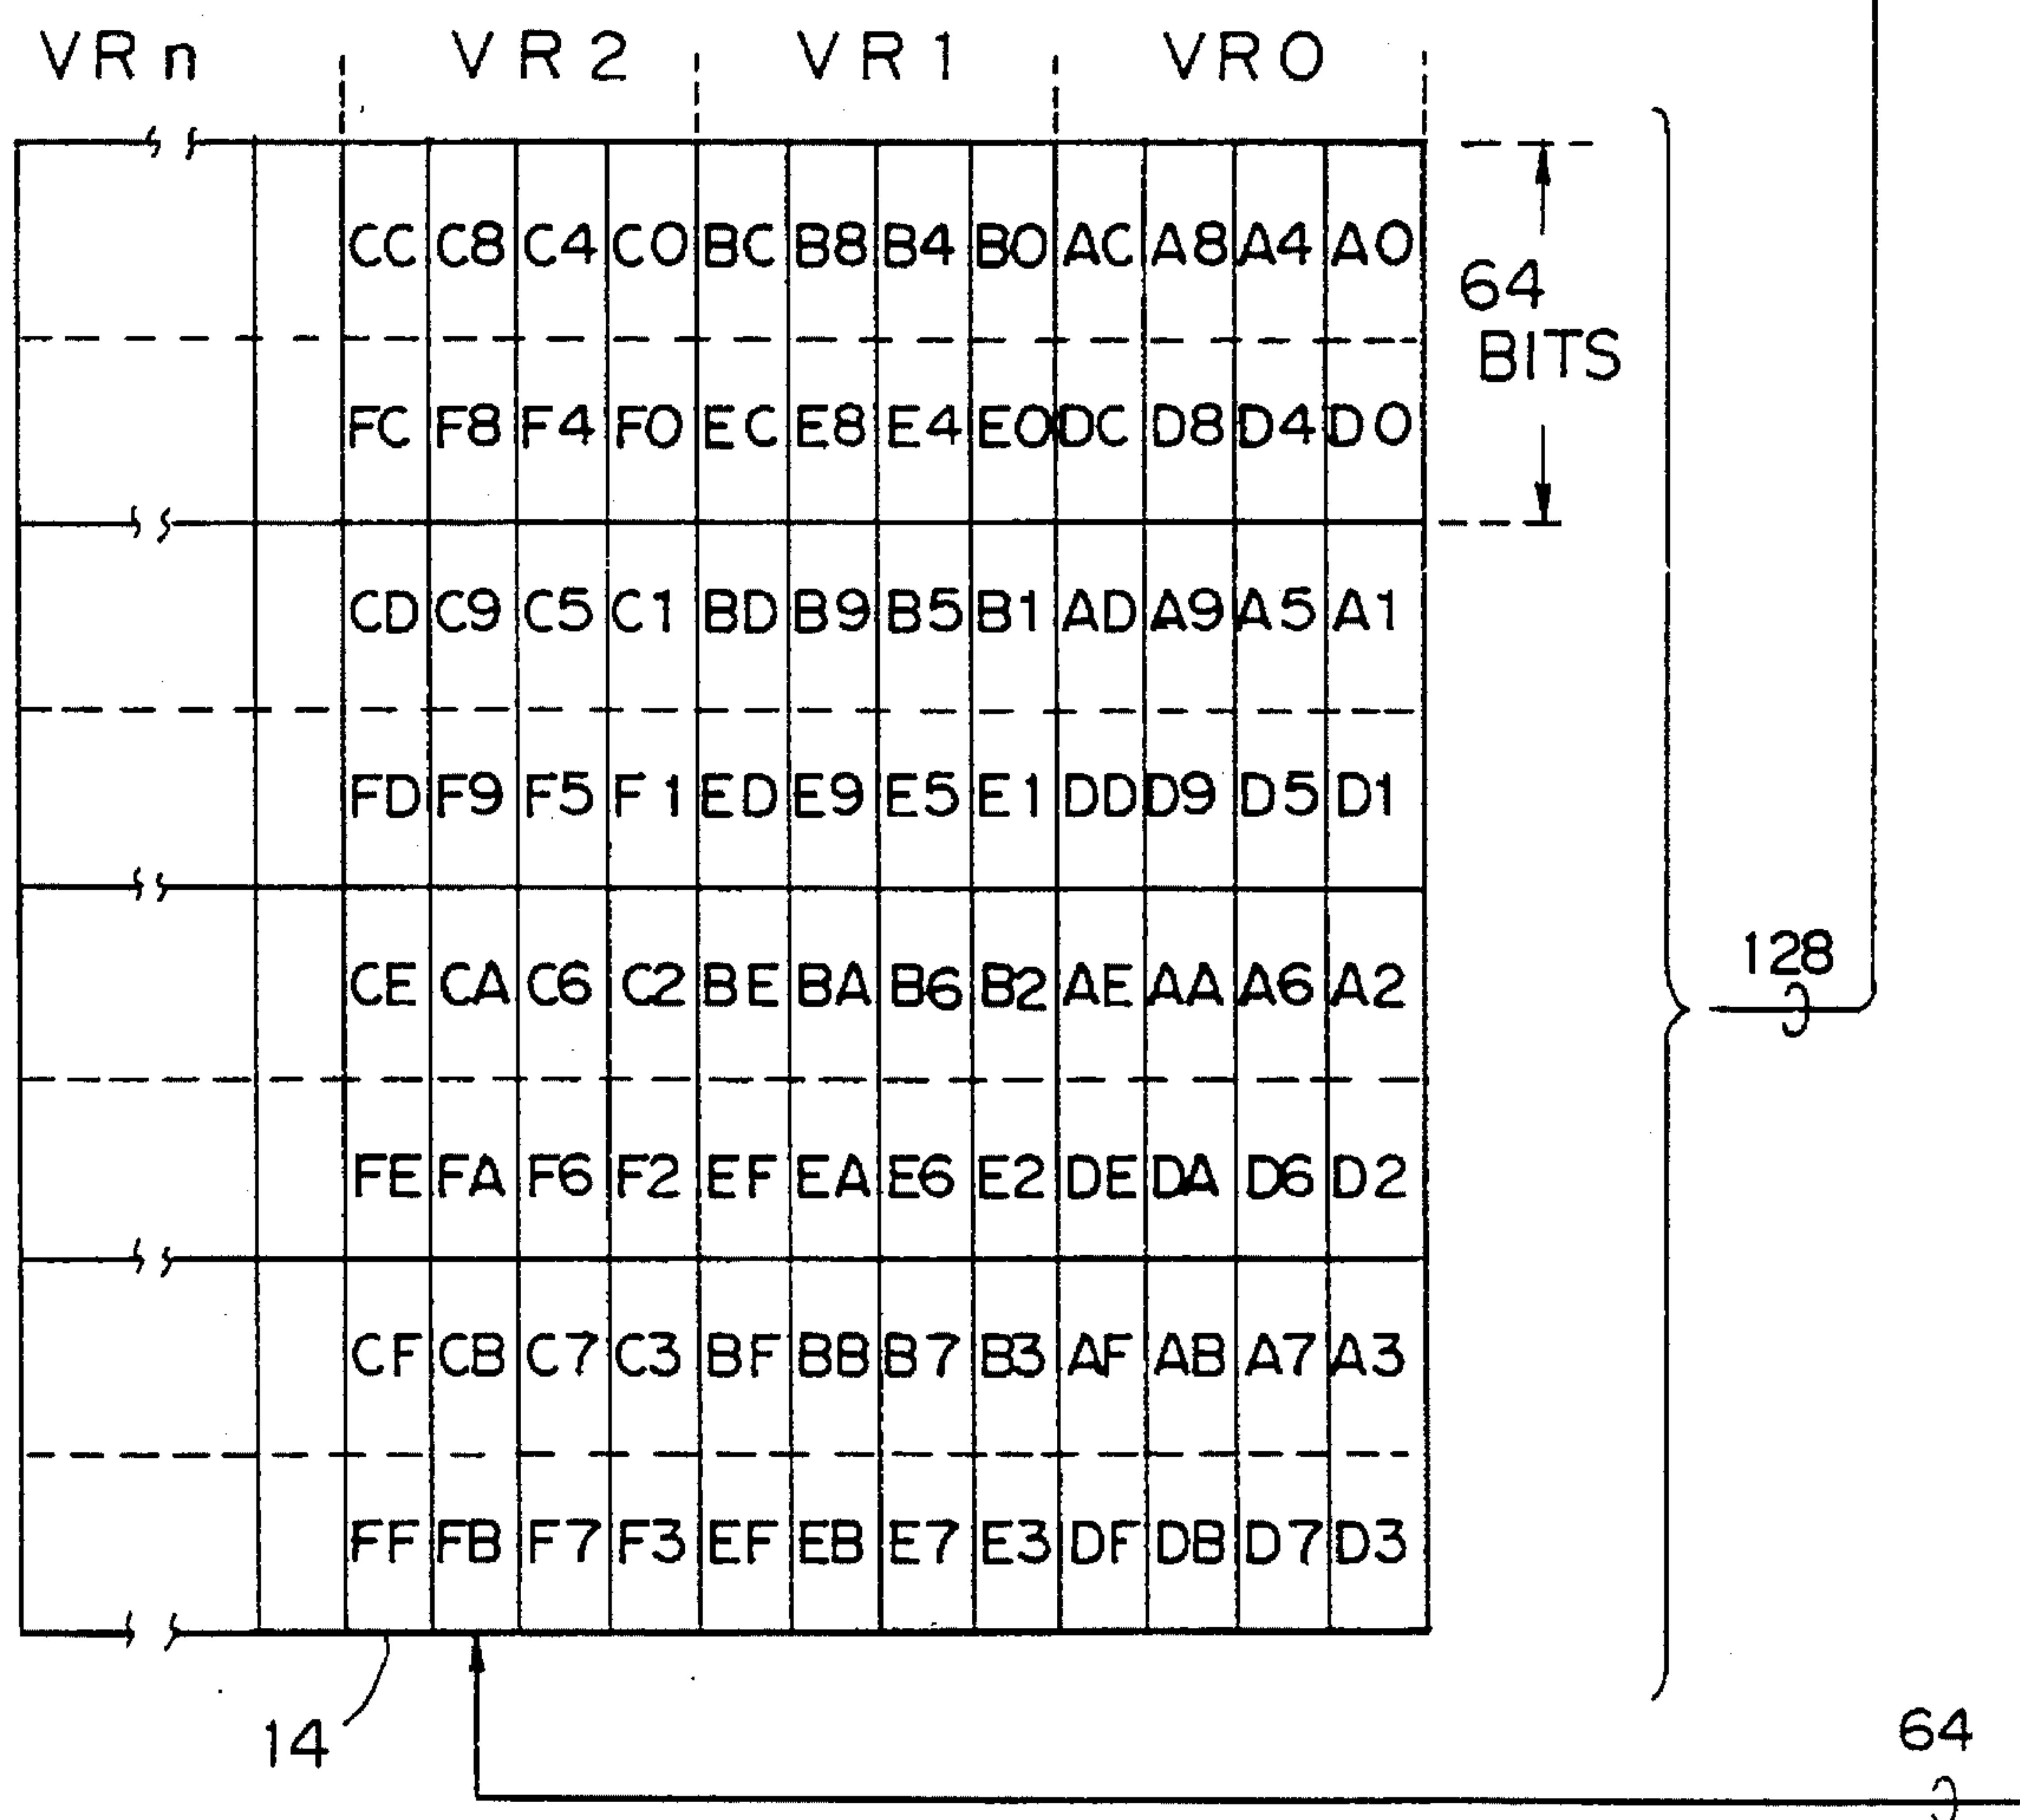 VRn VR2 VR1 VR0
CC C8 C4 C0 BC B8 B4 B0 AC A8 A4 A0
64
BITS
FC F8 F4 F0 EC E8 E4 E0 DC D8 D4 D0
CD C9 C5 C1 BD B9 B5 B1 AD A9 A5 A1
FD F9 F5 F1 ED E9 E5 E1 DD D9 D5 D1
CE CA C6 C2 BE BA B6 B2 AE AA A6 A2
128
FE FA F6 F2 EF EA E6 E2 DE DA D6 D2
CF CB C7 C3 BF BB B7 B3 AF AB A7 A3
FF FB F7 F3 EF EB E7 E3 DF DB D7 D3
14
64